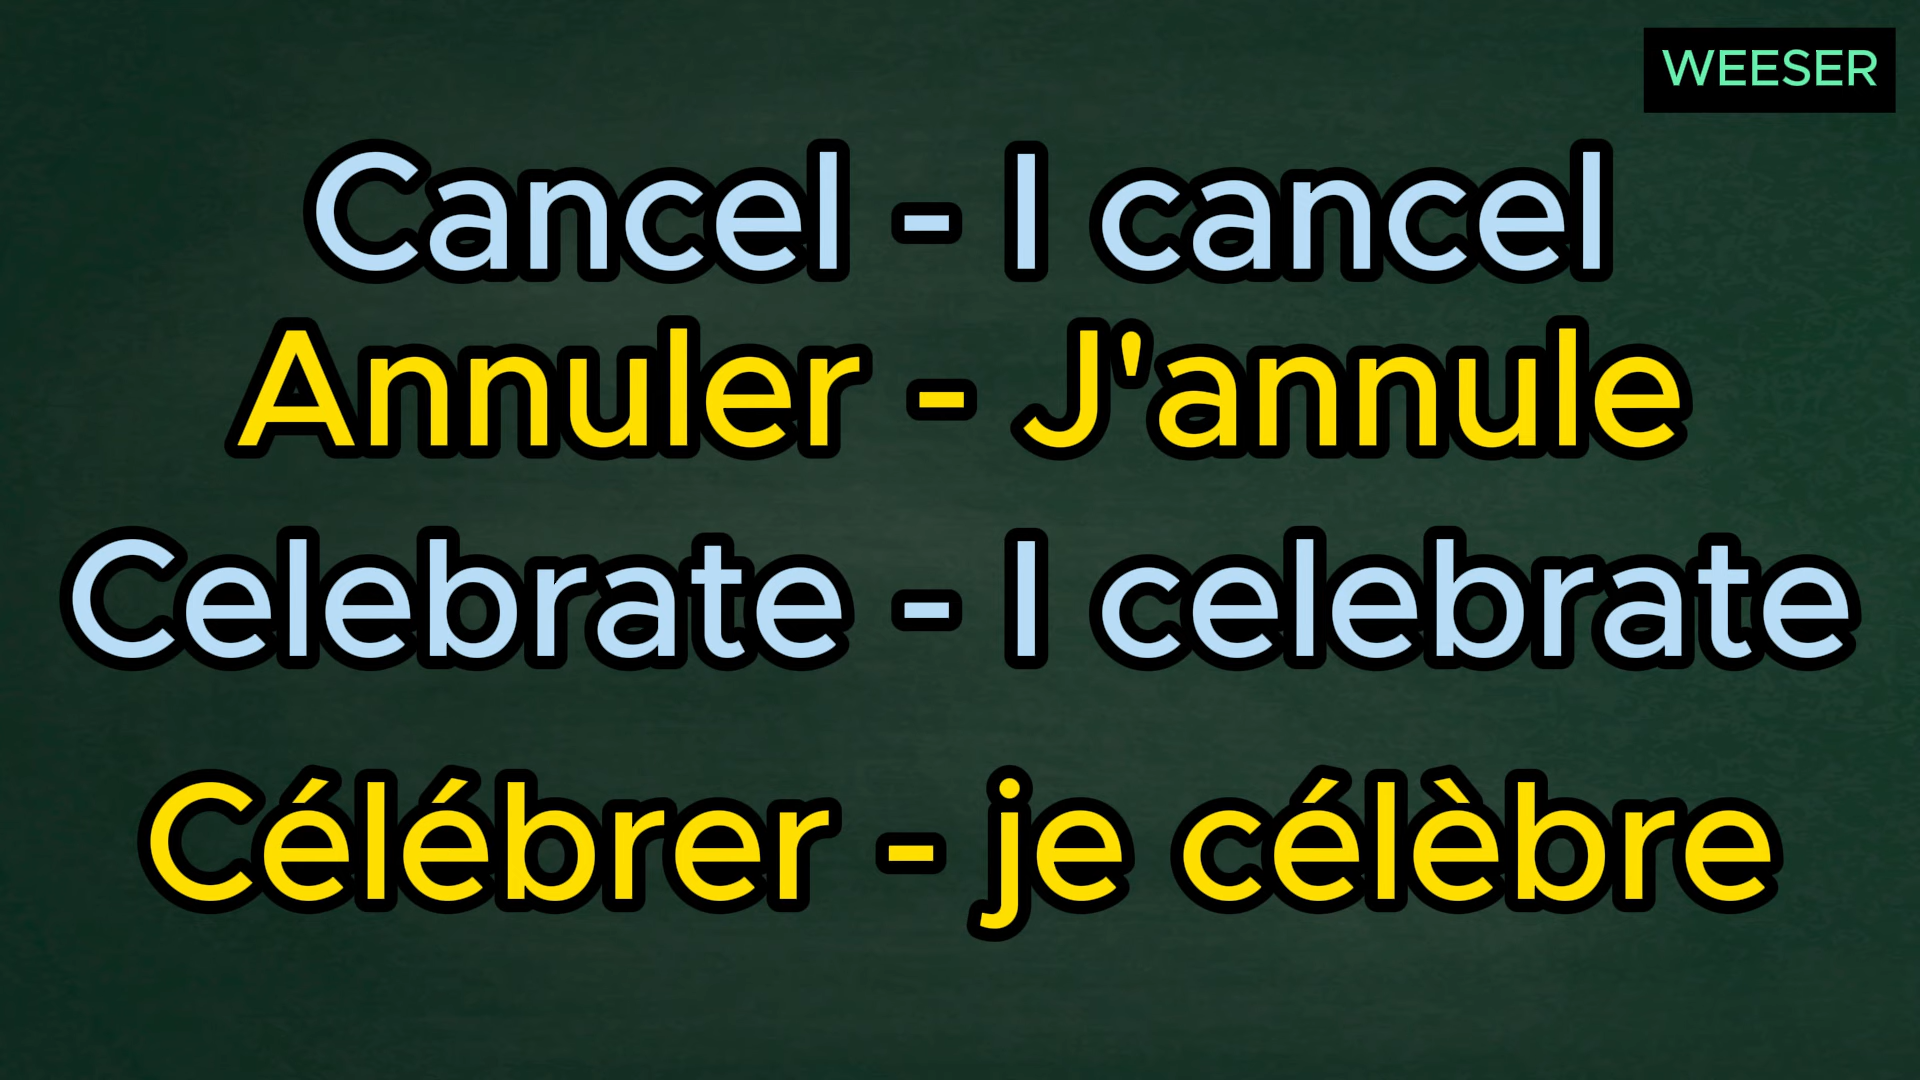 WEESER
Cancel - I cancel
Annuler - J'annule
Celebrate - I celebrate
Célébrer - je célèbre